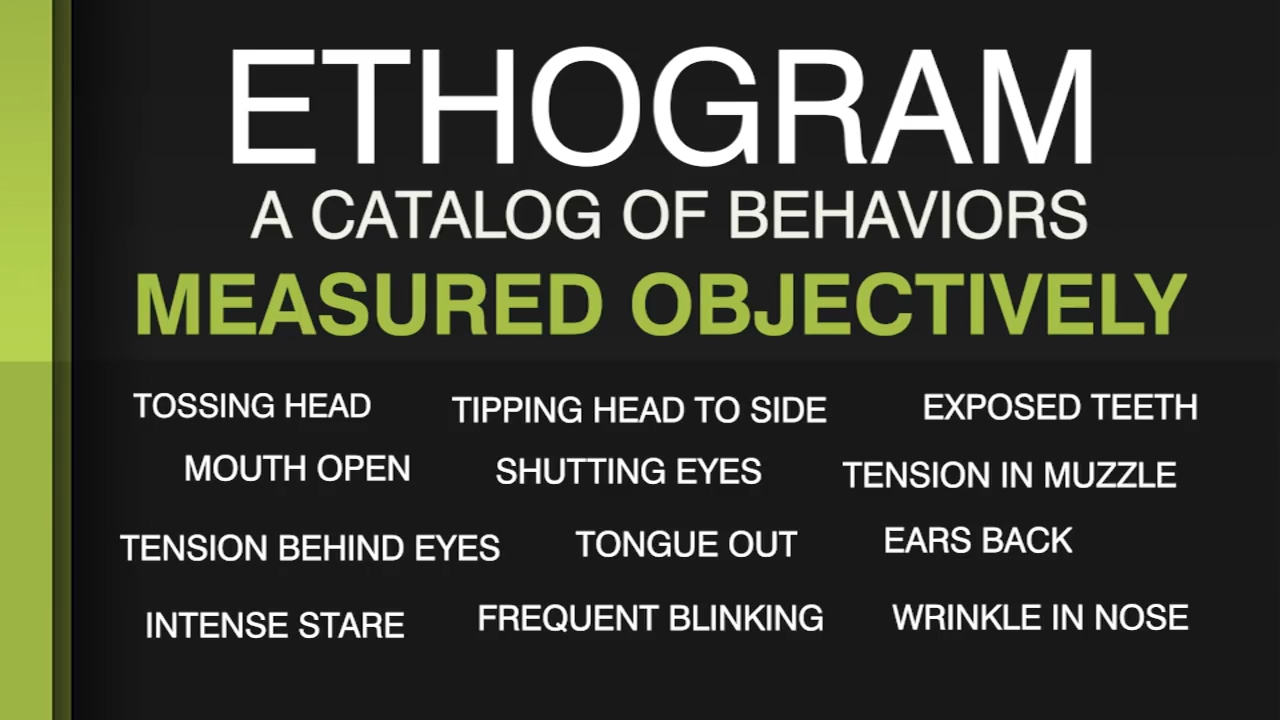 ETHOGRAM
A CATALOG OF BEHAVIORS
MEASURED OBJECTIVELY
TOSSING HEAD
TIPPING HEAD TO SIDE
EXPOSED TEETH
MOUTH OPEN
SHUTTING EYES
TENSION IN MUZZLE
TENSION BEHIND EYES
TONGUE OUT
EARS BACK
INTENSE STARE
FREQUENT BLINKING
WRINKLE IN NOSE